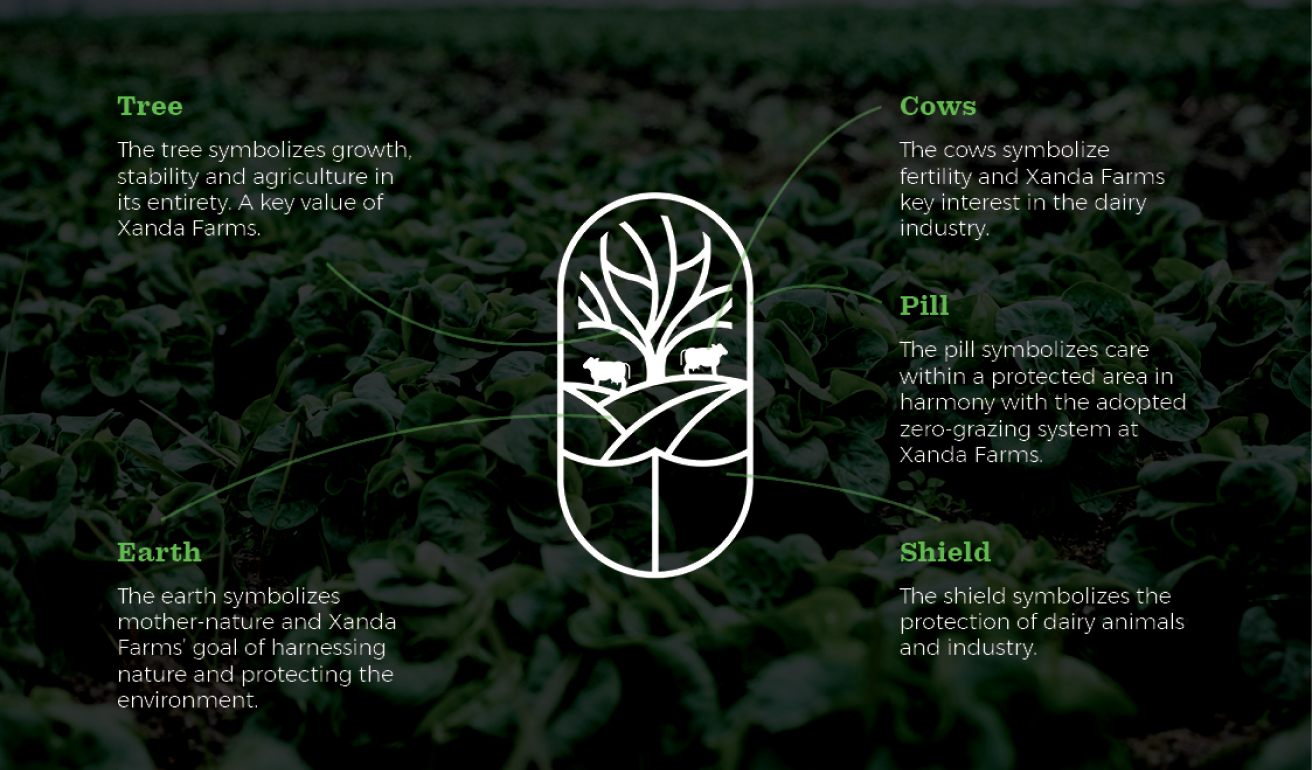 Tree
The tree symbolizes growth,
stability and agriculture in
its entirety. A key value of
Xanda Farms.
Earth
The earth symbolizes
mother-nature and Xanda
Farms' goal of harnessing
nature and protecting the
environment.
Cows
The cows symbolize
fertility and Xanda Farms
key interest in the dairy
industry.
Pill
The pill symbolizes care
within a protected area in
harmony with the adopted
zero-grazing system at
Xanda Farms.
Shield
The shield symbolizes the
protection of dairy animals
and industry.